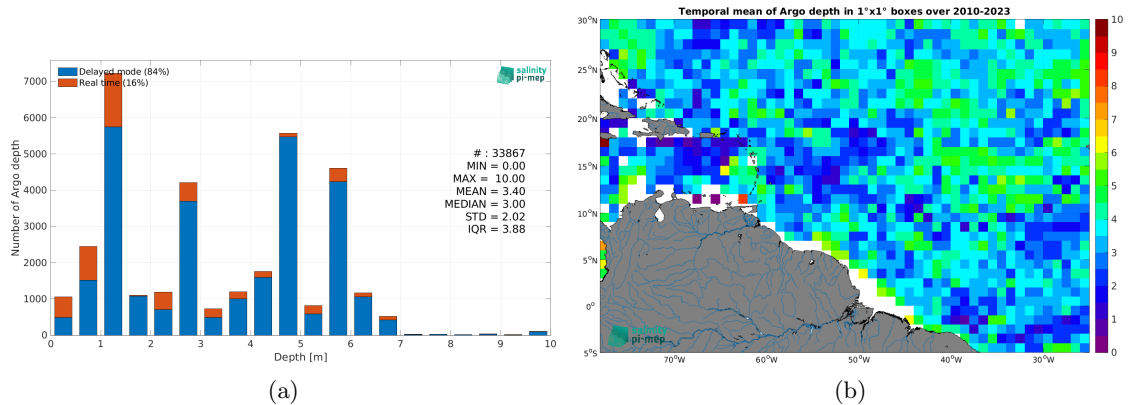 Delayed mode (84%)
Real time (16%)
salinity
pi-mep
Number of Argo depth
7000
6000
5000
4000
3000
2000
1000
0
# : 33867
MIN = 0.00
MAX = 10.00
MEAN = 3.40
MEDIAN = 3.00
STD = 2.02
IQR = 3.88
0 1 2 3 4 5 6 7 8 9 10
Depth [m]
(a)
Temporal mean of Argo depth in 1°x1° boxes over 2010-2023
30°N
25°N
20°N
15°N
10°N
5°N
0°
5°S
70°W 60°W 50°W 40°W 30°W
salinity
pi-mep
10
9
8
7
6
5
4
3
2
1
0
(b)